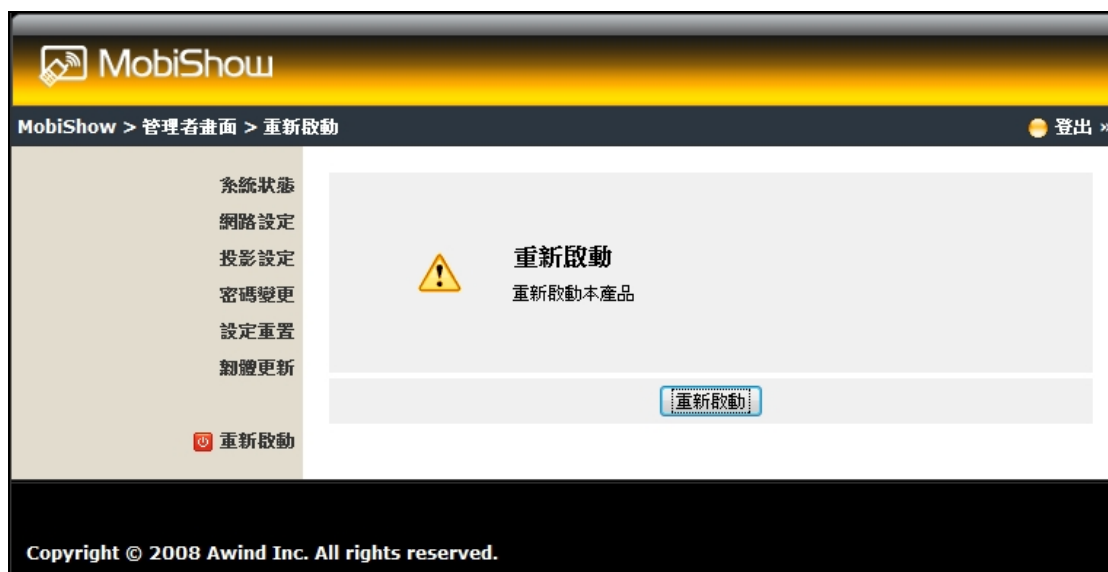 MobiShow
MobiShow > 管理者畫面 > 重新啟動
登出 »
系統狀態
網路設定
投影設定
密碼變更
設定重置
韌體更新
重新啟動
重新啟動
重新啟動本產品
重新啟動
Copyright © 2008 Awind Inc. All rights reserved.